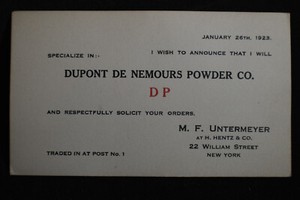 JANUARY 26TH, 1923.
I WISH TO ANNOUNCE THAT I WILL
SPECIALIZE IN:-
DUPONT DE NEMOURS POWDER CO.
D P
AND RESPECTFULLY SOLICIT YOUR ORDERS.
M. F. UNTERMEYER
AT H. HENTZ & CO.
22 WILLIAM STREET
NEW YORK
TRADED IN AT POST NO. 1